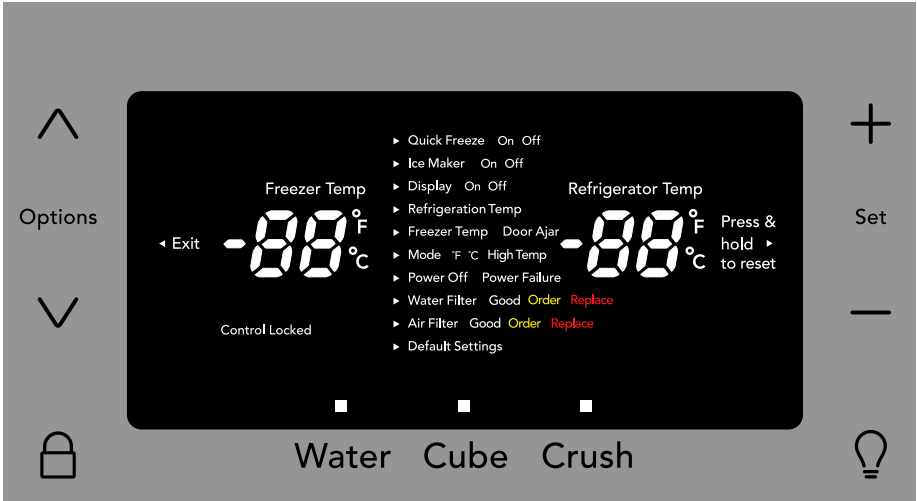 Options
◂ Exit
Freezer Temp
-88 °F °C
Control Locked
▸ Quick Freeze On Off
▸ Ice Maker On Off
▸ Display On Off
▸ Refrigeration Temp
▸ Freezer Temp Door Ajar
▸ Mode °F °C High Temp
▸ Power Off Power Failure
▸ Water Filter Good Order Replace
▸ Air Filter Good Order Replace
▸ Default Settings
Refrigerator Temp
-88 °F °C
Press &
hold ▸
to reset
Set
Water Cube Crush